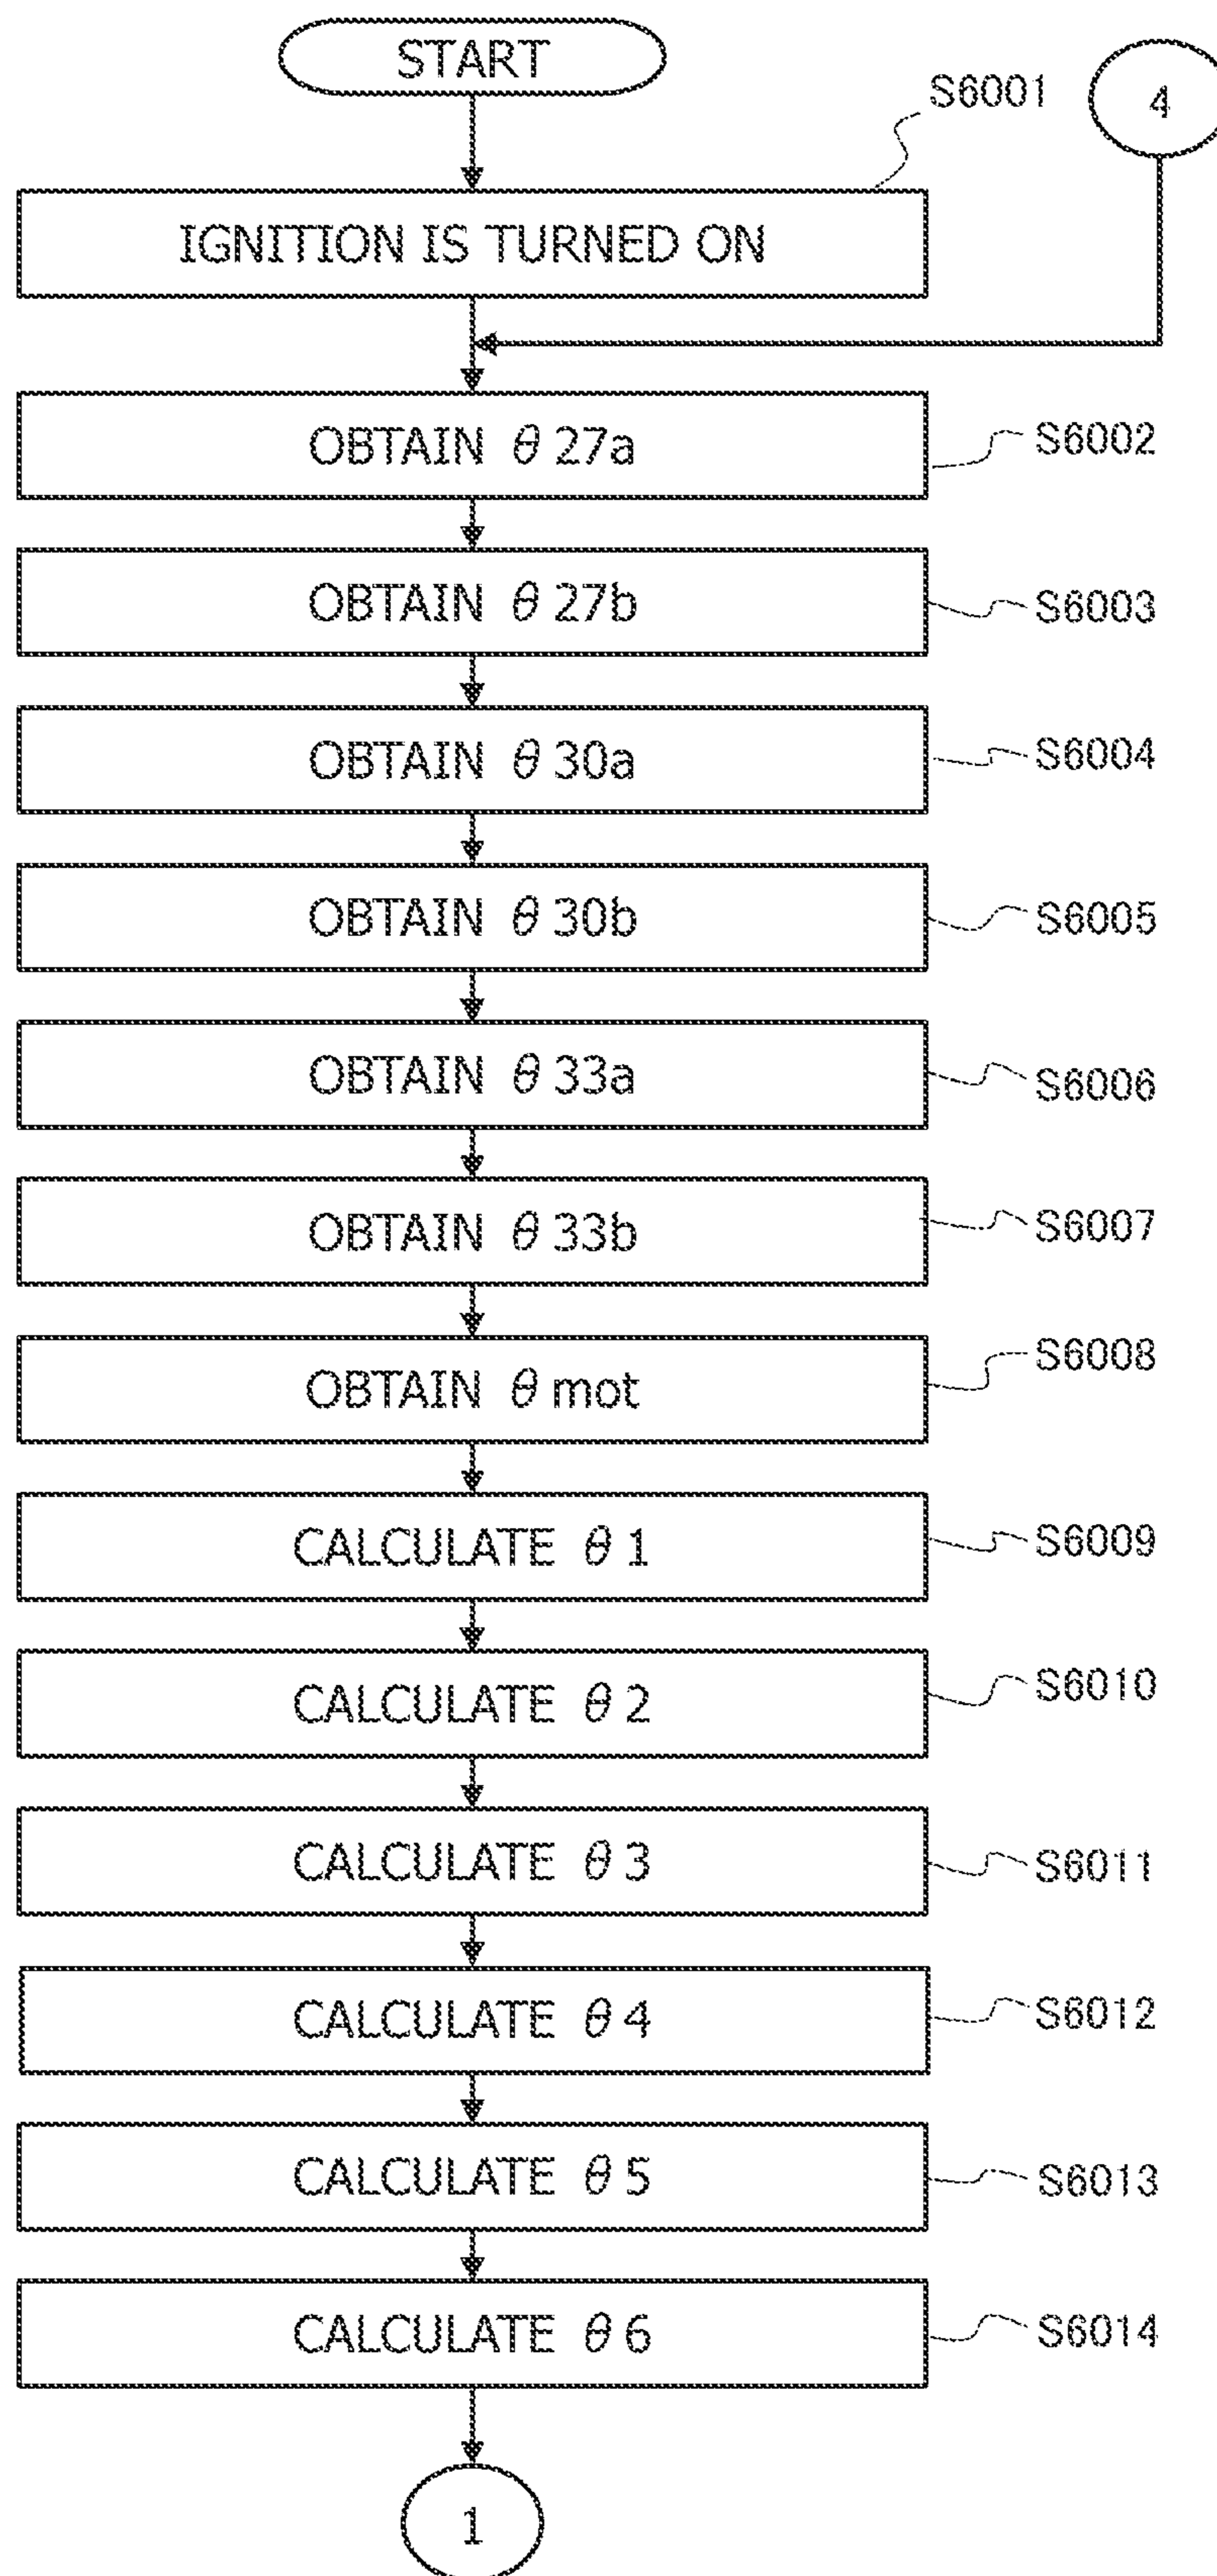 START
S6001
4
IGNITION IS TURNED ON
OBTAIN θ27a
S6002
OBTAIN θ27b
S6003
OBTAIN θ30a
S6004
OBTAIN θ30b
S6005
OBTAIN θ33a
S6006
OBTAIN θ33b
S6007
OBTAIN θmot
S6008
CALCULATE θ1
S6009
CALCULATE θ2
S6010
CALCULATE θ3
S6011
CALCULATE θ4
S6012
CALCULATE θ5
S6013
CALCULATE θ6
S6014
1